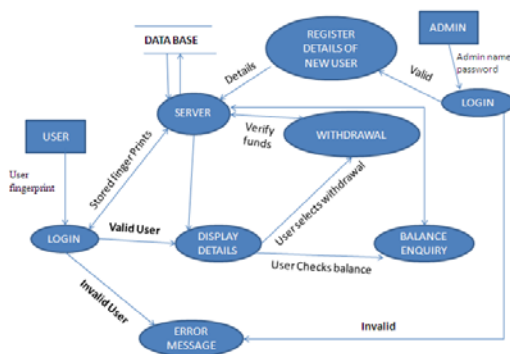 DATA BASE
REGISTER
DETAILS OF
NEW USER
ADMIN
Admin name
password
Details
Valid
LOGIN
SERVER
Verify
funds
WITHDRAWAL
USER
User
fingerprint
Stored finger Prints
User selects withdrawal
LOGIN
Valid User
DISPLAY
DETAILS
BALANCE
ENQUIRY
User Checks balance
Invalid User
ERROR
MESSAGE
Invalid